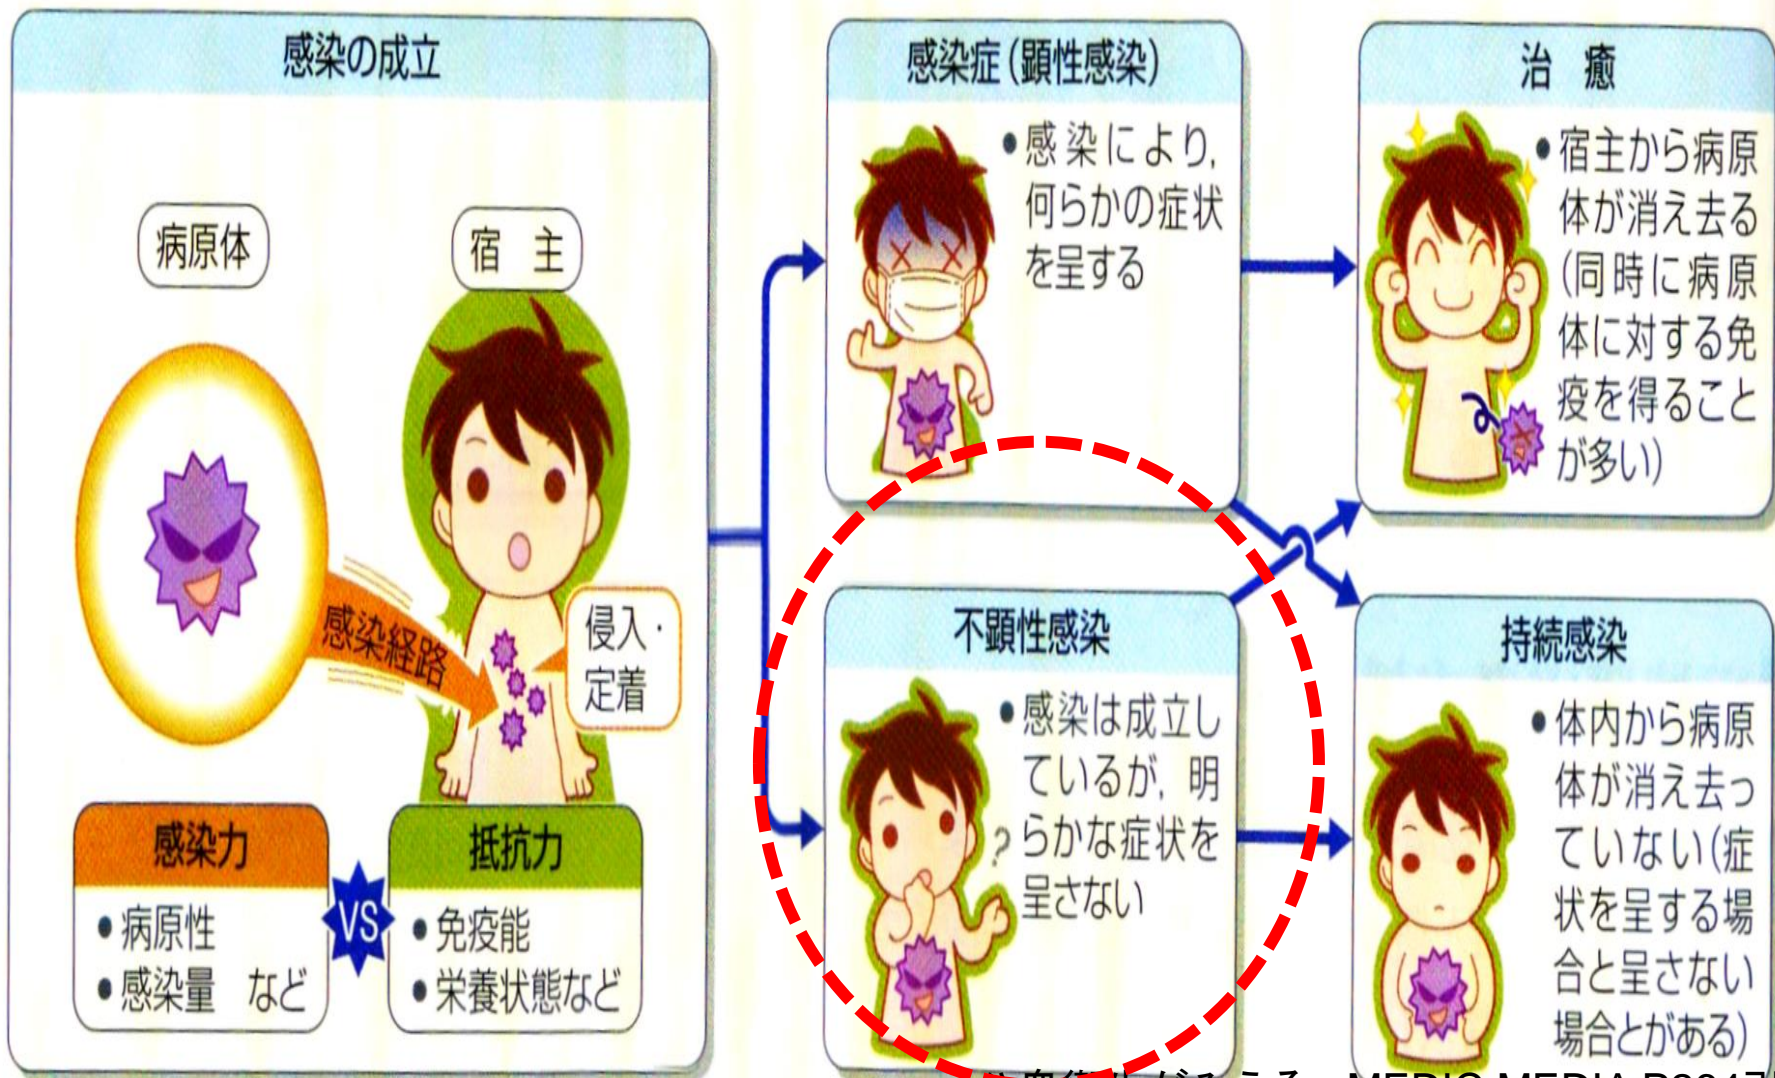 感染の成立
病原体
宿 主
感染経路
侵入・
定着
感染力
・病原性
・感染量 など
VS
抵抗力
・免疫能
・栄養状態など
感染症(顕性感染)
・感染により,
何らかの症状
を呈する
不顕性感染
・感染は成立し
ているが, 明
らかな症状を
呈さない
?
治 癒
・宿主から病原
体が消え去る
(同時に病原
体に対する免
疫を得ること
が多い)
持続感染
・体内から病原
体が消え去っ
ていない(症
状を呈する場
合と呈さない
場合とがある)
がみえる MEDIC MEDIA